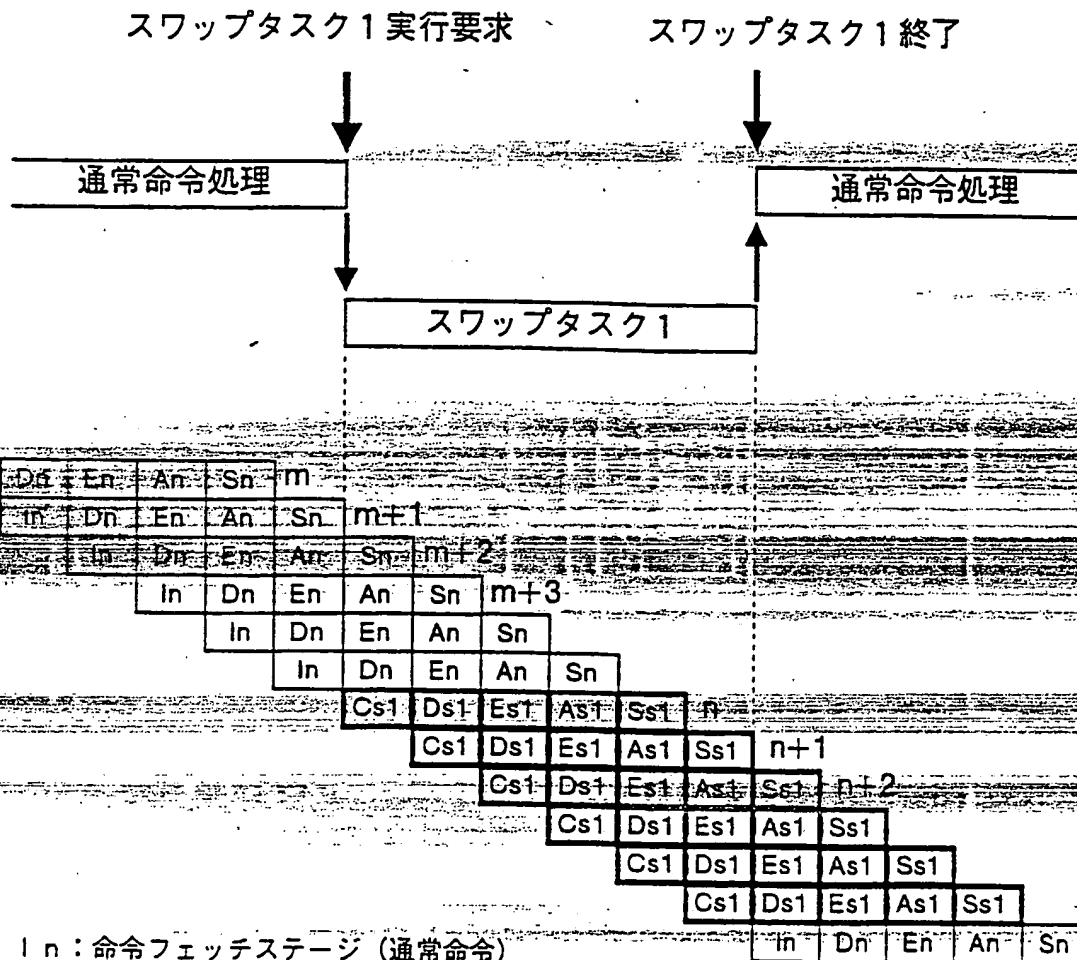 スワップタスク1実行要求 スワップタスク1終了
通常命令処理 通常命令処理
スワップタスク1
Dn En An Sn m
In Dn En An Sn m+1
In Dn En An Sn m+2
In Dn En An Sn m+3
In Dn En An Sn
In Dn En An Sn
Cs1 Ds1 Es1 As1 Ss1 n
Cs1 Ds1 Es1 As1 Ss1 n+1
Cs1 Ds1 Es1 As1 Ss1 n+2
Cs1 Ds1 Es1 As1 Ss1
Cs1 Ds1 Es1 As1 Ss1
Cs1 Ds1 Es1 As1 Ss1
In Dn En An Sn
In:命令フェッチステージ(通常命令)